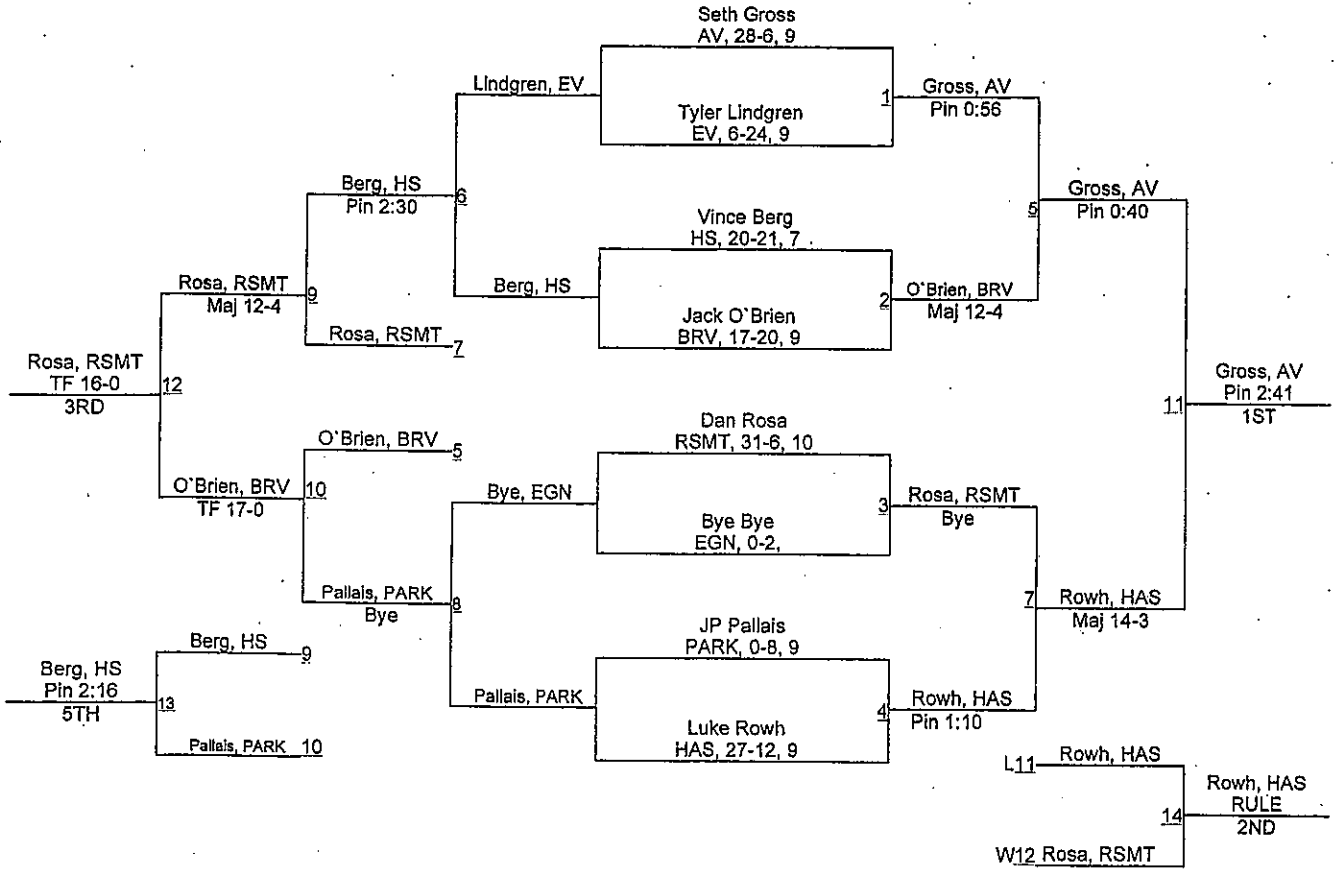 Seth Gross
AV, 28-6, 9
Lindgren, EV
1
Gross, AV
Pin 0:56
Tyler Lindgren
EV, 6-24, 9
Berg, HS
Pin 2:30
6
Gross, AV
Pin 0:40
5
Vince Berg
HS, 20-21, 7
Berg, HS
2
O`Brien, BRV
Maj 12-4
Jack O`Brien
BRV, 17-20, 9
Rosa, RSMT
Maj 12-4
9
Rosa, RSMT
7
Rosa, RSMT
TF 16-0
3RD
12
Gross, AV
Pin 2:41
1ST
11
Dan Rosa
RSMT, 31-6, 10
O`Brien, BRV
5
O`Brien, BRV
TF 17-0
10
Bye, EGN
3
Rosa, RSMT
Bye
Bye Bye
EGN, 0-2,
Pallais, PARK
Bye
8
7
Rowh, HAS
Maj 14-3
JP Pallais
PARK, 0-8, 9
Berg, HS
9
Berg, HS
Pin 2:16
5TH
13
Pallais, PARK
4
Rowh, HAS
Pin 1:10
Luke Rowh
HAS, 27-12, 9
Pallais, PARK 10
L11 Rowh, HAS
Rowh, HAS
RULE
2ND
14
W12 Rosa, RSMT